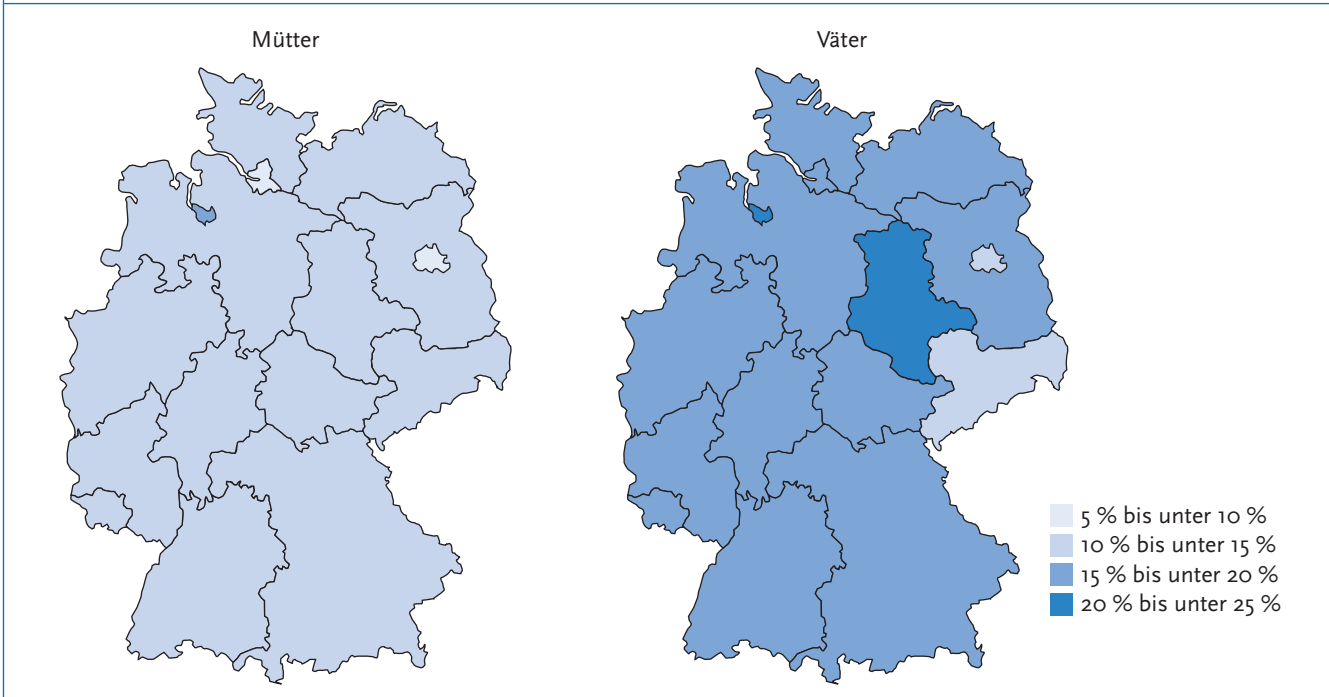 Mütter
Väter
5 % bis unter 10 %
10 % bis unter 15 %
15 % bis unter 20 %
20 % bis unter 25 %